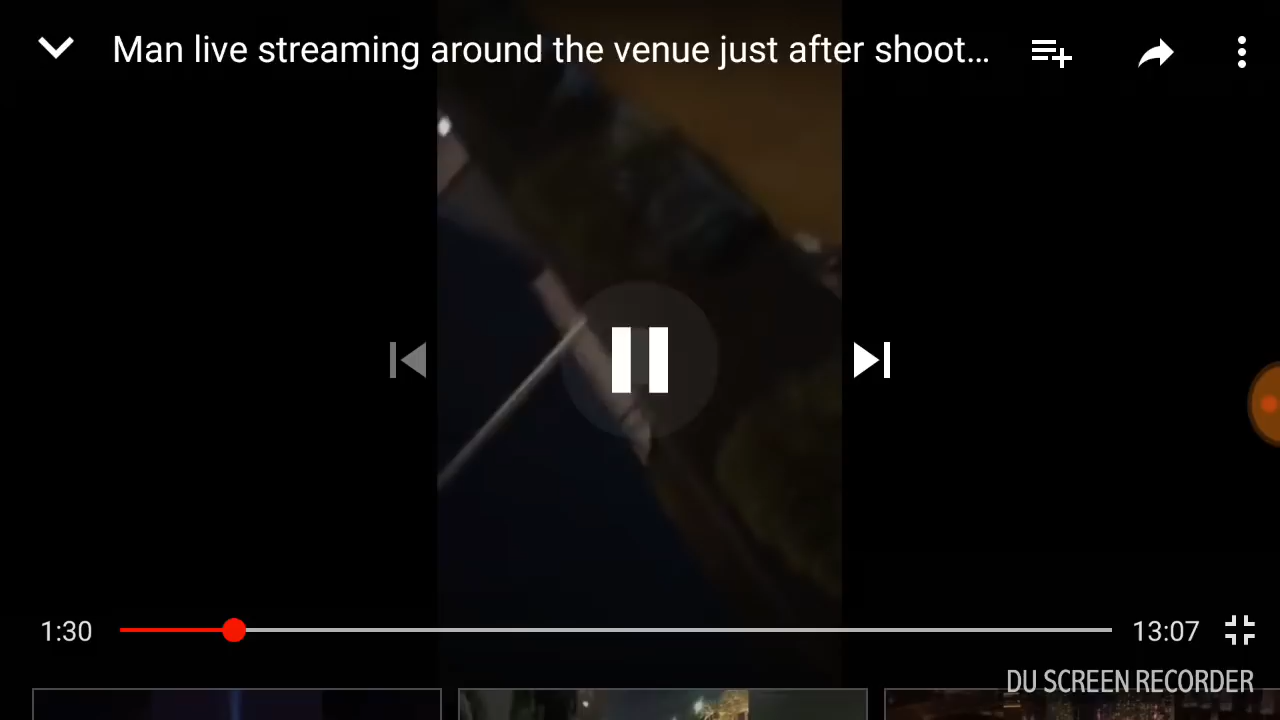 Man live streaming around the venue just after shoot...
1:30
13:07
DU SCREEN RECORDER